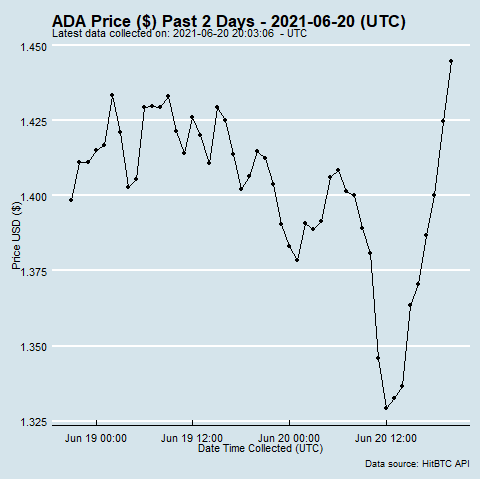 ADA Price ($) Past 2 Days - 2021-06-20 (UTC)
Latest data collected on: 2021-06-20 20:03:06 - UTC
1.450
1.425
1.400
1.375
1.350
1.325
Price USD ($)
Jun 19 00:00 Jun 19 12:00 Jun 20 00:00 Jun 20 12:00
Date Time Collected (UTC)
Data source: HitBTC API